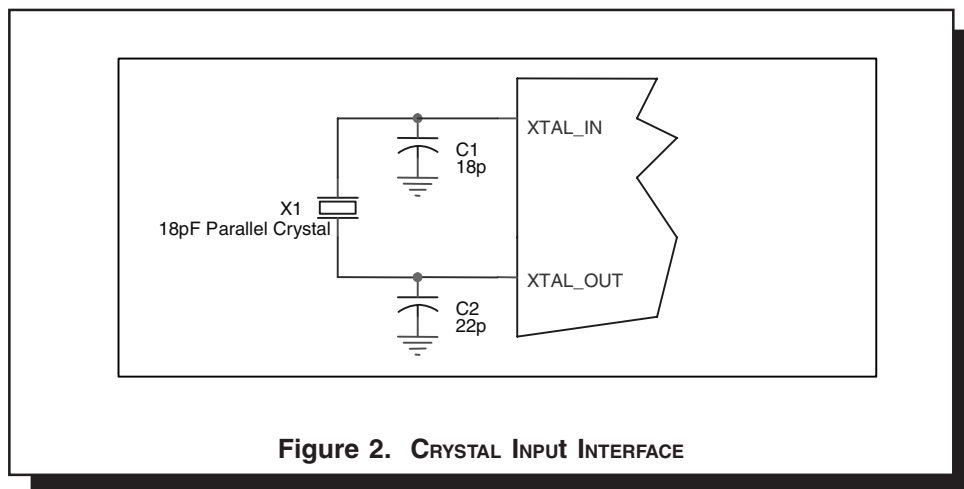 XTAL_IN
C1
18p
X1
18pF Parallel Crystal
XTAL_OUT
C2
22p
Figure 2. CRYSTAL INPUt INTERFACE